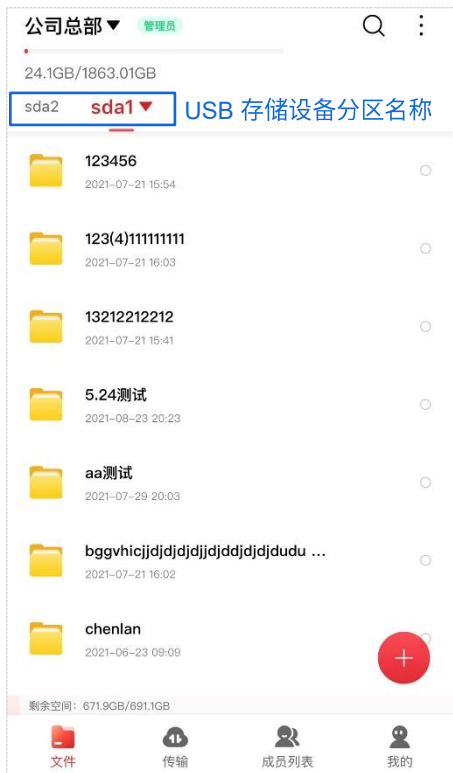 公司总部▼ 管理员
24.1GB/1863.01GB
sda2 sda1▼ USB 存储设备分区名称
123456
2021-07-21 15:54
123(4)111111111
2021-07-21 16:03
13212212212
2021-07-21 15:41
5.24测试
2021-08-23 20:23
aa测试
2021-07-29 20:03
bggvhicjjdjdjdjdjjdjddjdjdjdudu ...
2021-07-21 16:02
chenlan
2021-06-23 09:09
剩余空间: 671.9GB/691.1GB
文件 传输 成员列表 我的